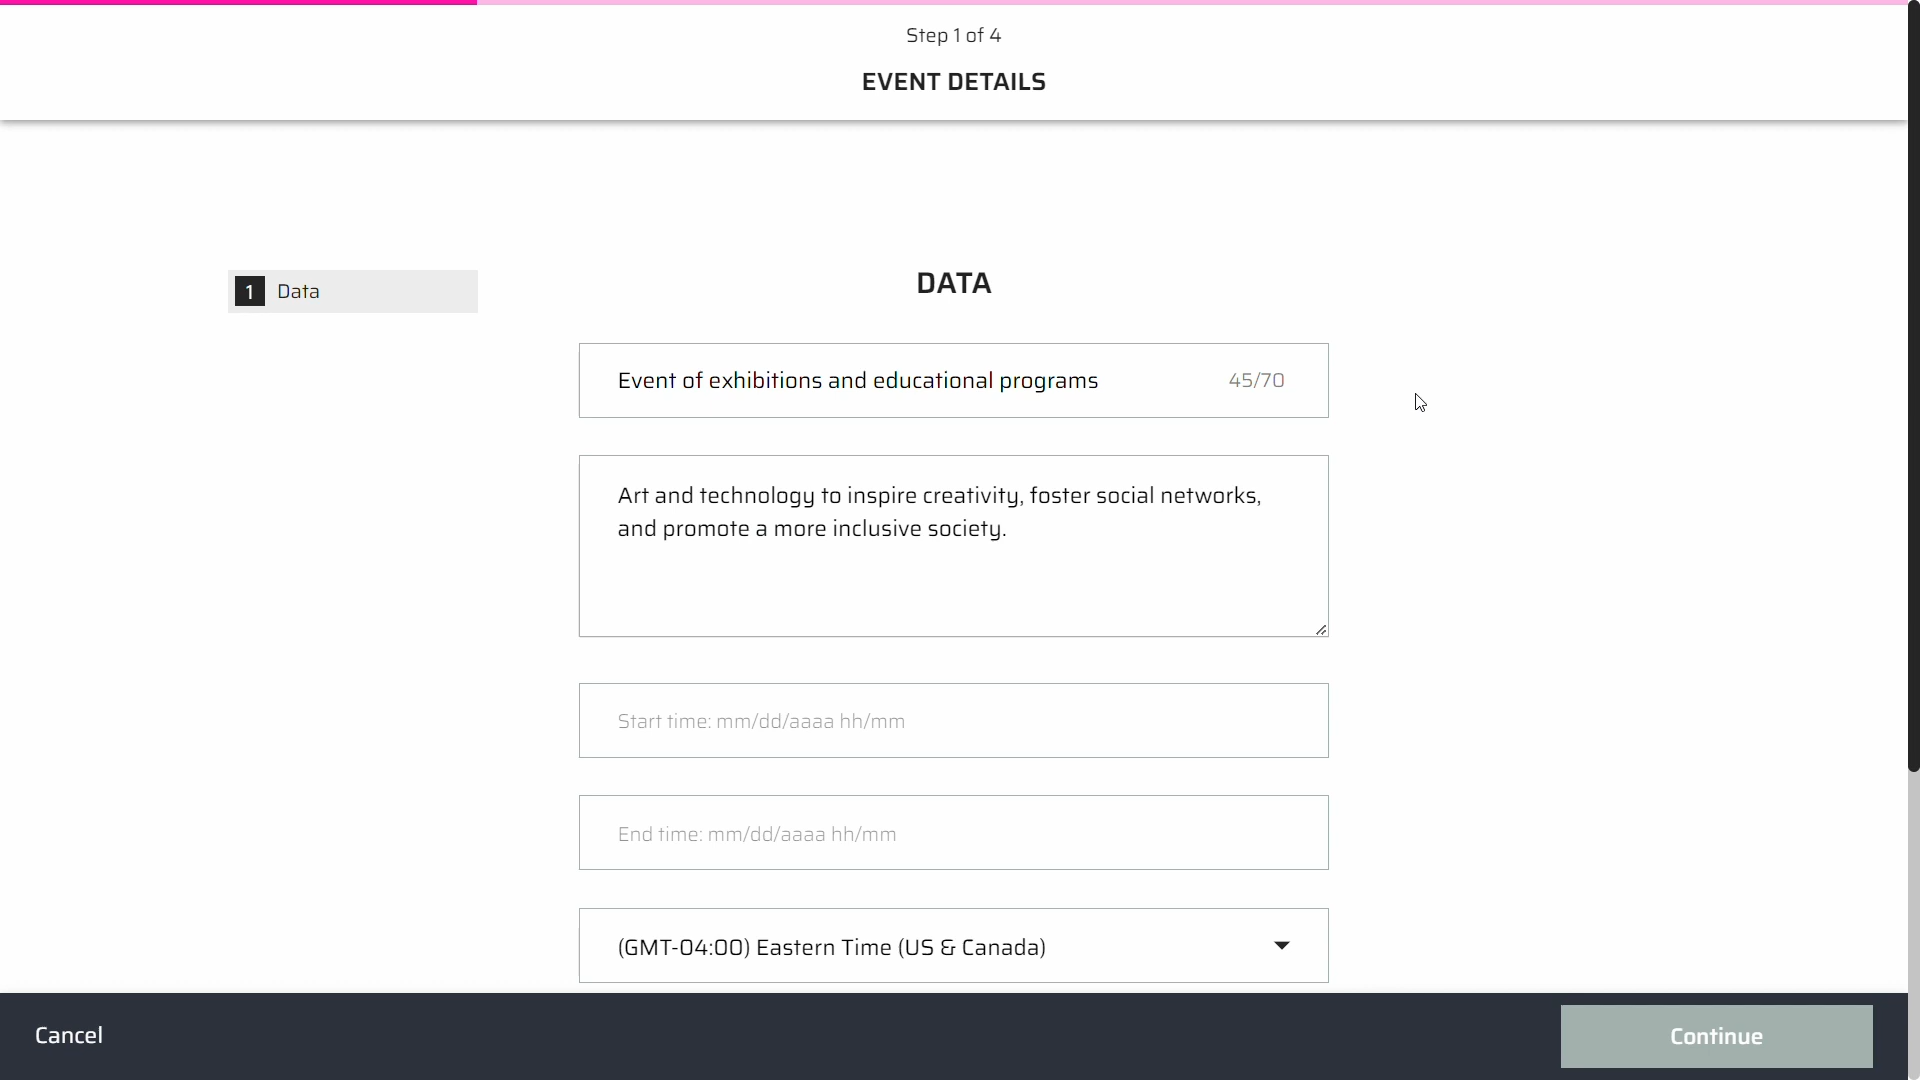 Step 1 of 4
EVENT DETAILS
1 Data
DATA
Event of exhibitions and educational programs 45/70
Art and technology to inspire creativity, foster social networks,
and promote a more inclusive society.
Start time: mm/dd/aaaa hh/mm
End time: mm/dd/aaaa hh/mm
(GMT-04:00) Eastern Time (US & Canada)
Cancel
Continue